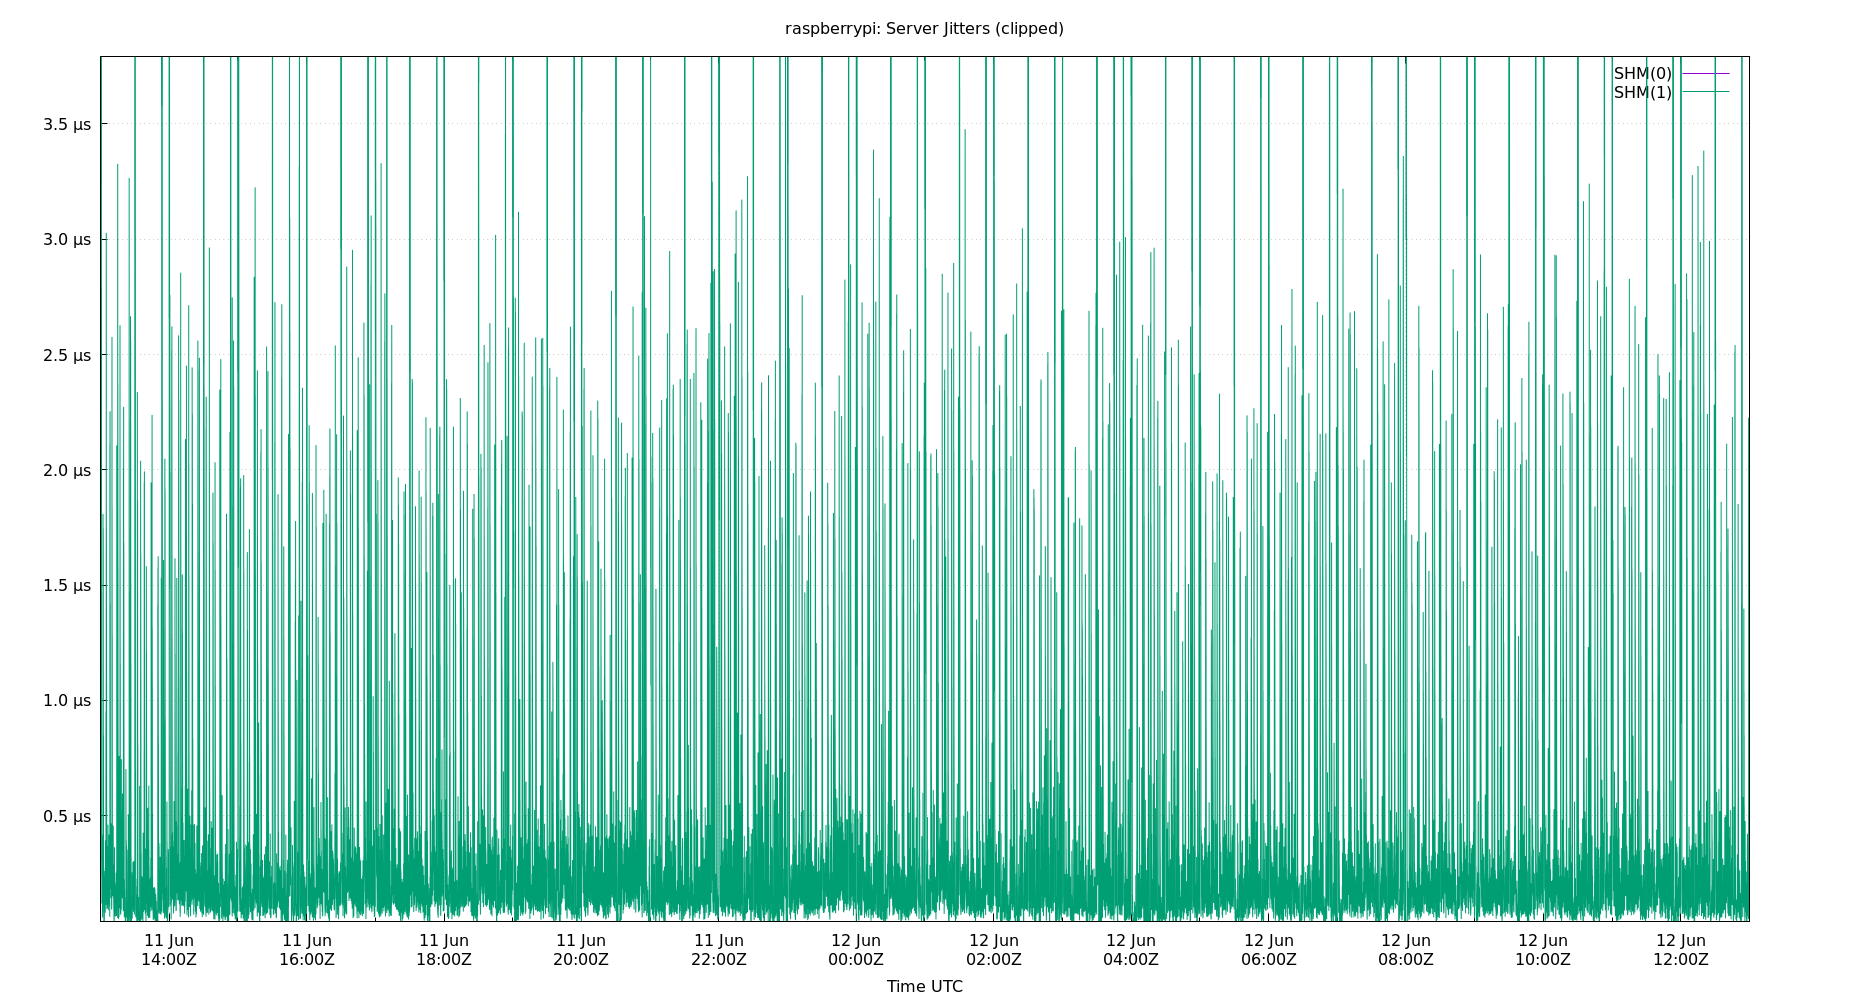 raspberrypi: Server Jitters (clipped)
SHM(0)
SHM(1)
3.5 µs
3.0 µs
2.5 µs
2.0 µs
1.5 µs
1.0 µs
0.5 µs
11 Jun 11 Jun 11 Jun 11 Jun 11 Jun 12 Jun 12 Jun 12 Jun 12 Jun 12 Jun 12 Jun 12 Jun
14:00Z 16:00Z 18:00Z 20:00Z 22:00Z 00:00Z 02:00Z 04:00Z 06:00Z 08:00Z 10:00Z 12:00Z
Time UTC